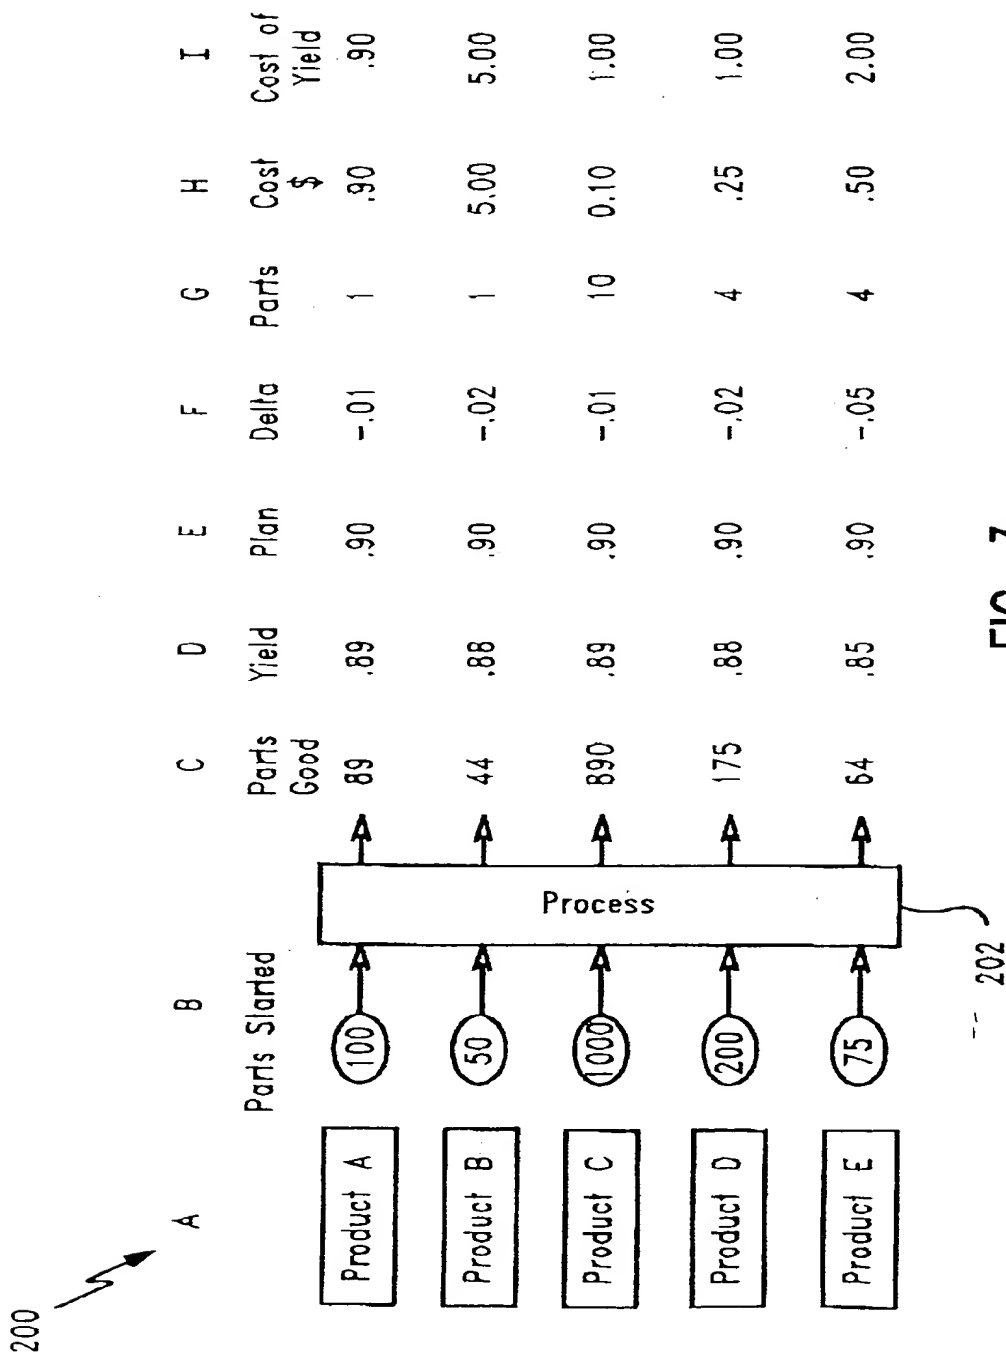 200
A B C D E F G H I
Parts Started Parts Good Yield Plan Delta Parts Cost $ Cost of Yield
Product A 100 89 .89 .90 -.01 1 .90 .90
Product B 50 44 .88 .90 -.02 1 5.00 5.00
Product C 1000 890 .89 .90 -.01 10 0.10 1.00
Product D 200 175 .88 .90 -.02 4 .25 1.00
Product E 75 64 .85 .90 -.05 4 .50 2.00
Process
202